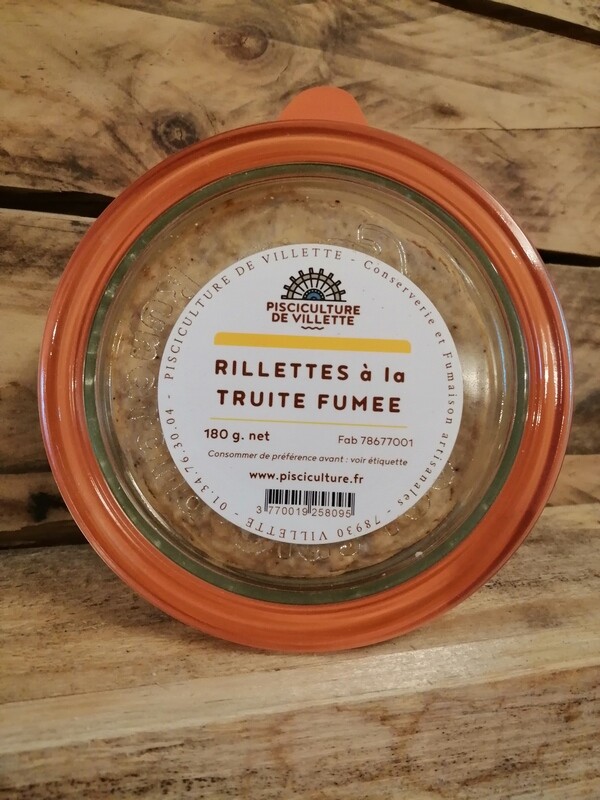 PISCICULTURE
DE VILLETTE
RILLETTES à la
TRUITE FUMEE
180 g. net
Fab 78677001
Consommer de préférence avant : voir étiquette
www.pisciculture.fr
3 770019 258095
PISCICULTURE DE VILLETTE - Conserverie et Fumaison artisanales - 78930 VILLETTE - 01.34.76.30.04 -